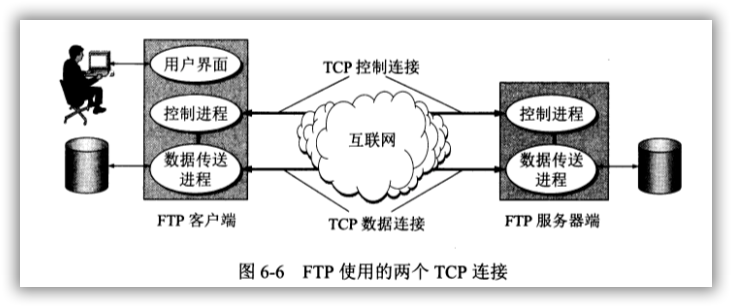 用户界面
TCP 控制连接
控制进程
互联网
控制进程
数据传送
进程
数据传送
进程
FTP 客户端
TCP 数据连接
FTP 服务器端
图 6-6 FTP 使用的两个 TCP 连接